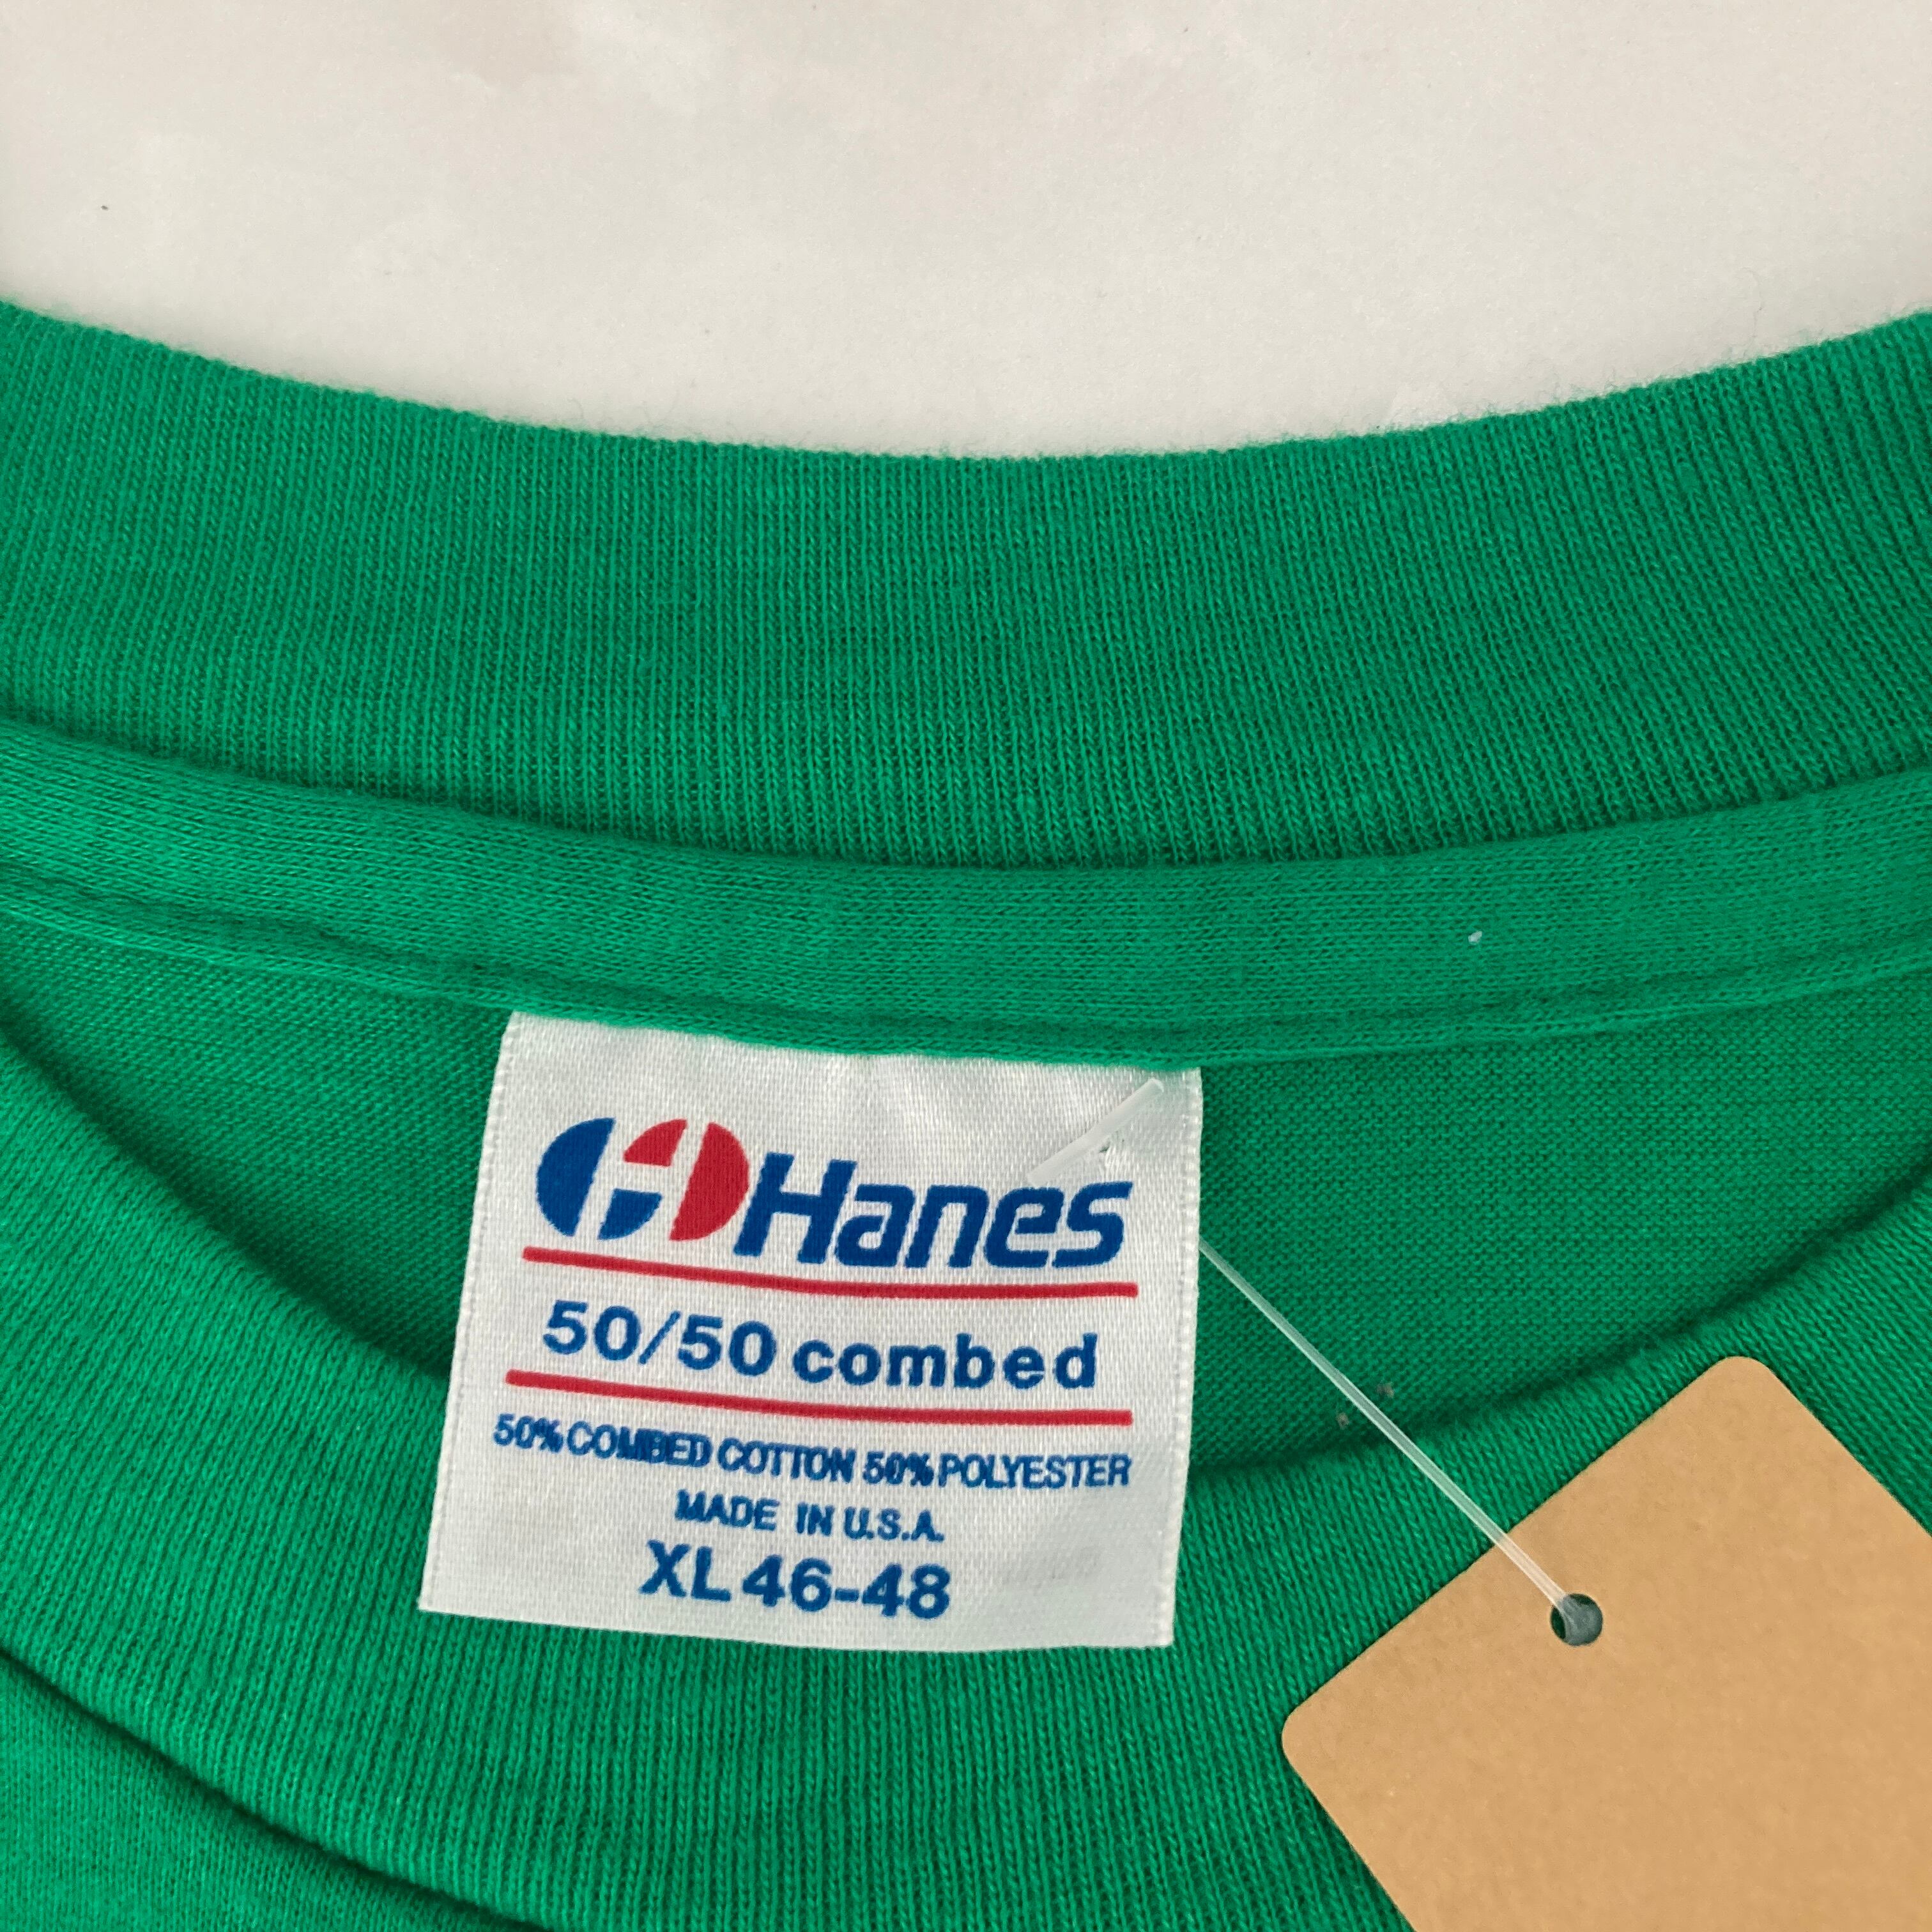 Hanes
50/50 combed
50% COMBED COTTON 50% POLYESTER
MADE IN U.S.A.
XL 46-48